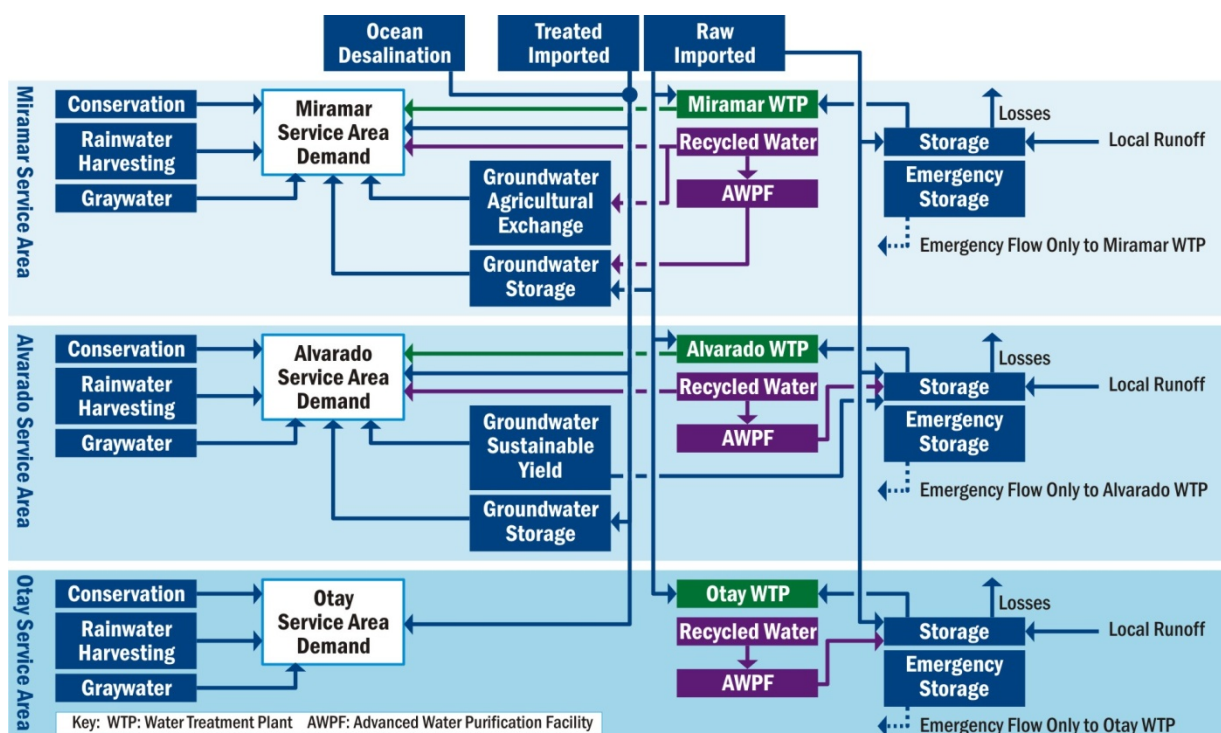 Ocean
Desalination
Treated
Imported
Raw
Imported
Miramar Service Area
Conservation
Rainwater
Harvesting
Graywater
Miramar
Service Area
Demand
Groundwater
Agricultural
Exchange
Groundwater
Storage
Miramar WTP
Recycled Water
AWPF
Losses
Storage
Local Runoff
Emergency
Storage
Emergency Flow Only to Miramar WTP
Alvarado Service Area
Conservation
Rainwater
Harvesting
Graywater
Alvarado
Service Area
Demand
Groundwater
Sustainable
Yield
Groundwater
Storage
Alvarado WTP
Recycled Water
AWPF
Losses
Storage
Local Runoff
Emergency
Storage
Emergency Flow Only to Alvarado WTP
Otay Service Area
Conservation
Rainwater
Harvesting
Graywater
Otay
Service Area
Demand
Otay WTP
Recycled Water
AWPF
Losses
Storage
Local Runoff
Emergency
Storage
Emergency Flow Only to Otay WTP
Key: WTP: Water Treatment Plant AWPF: Advanced Water Purification Facility